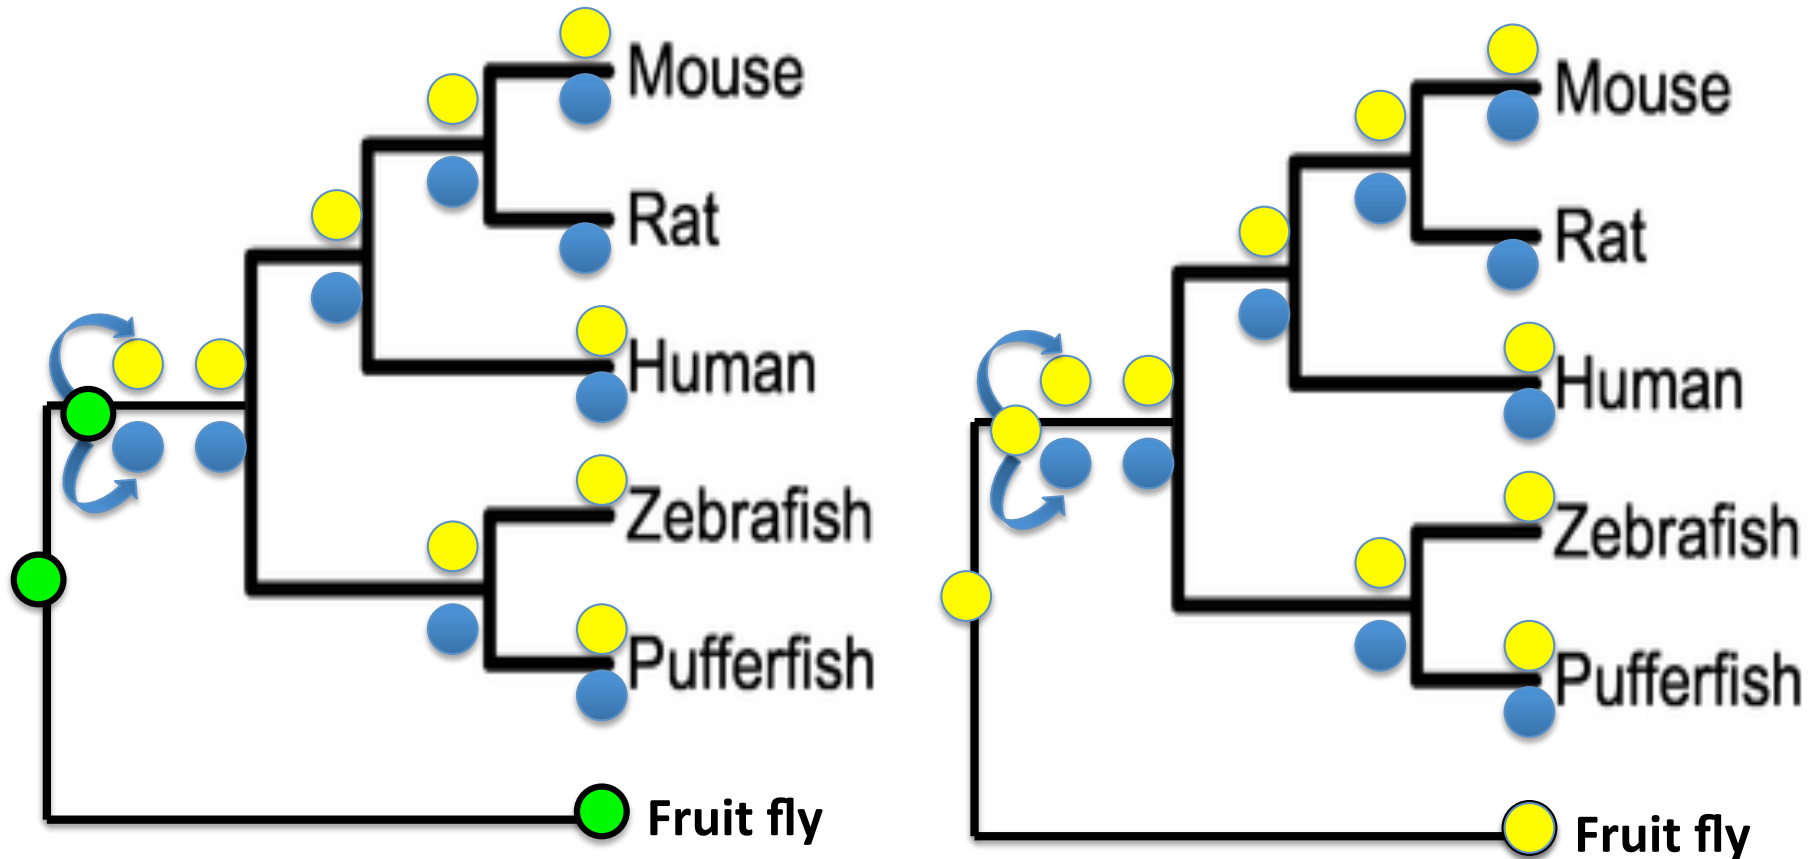 Mouse
Rat
Human
Zebrafish
Pufferfish
Fruit fly
Mouse
Rat
Human
Zebrafish
Pufferfish
Fruit fly